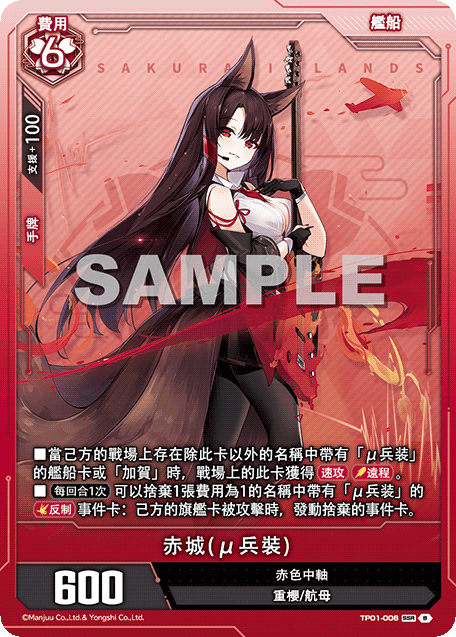 費用
艦船
6
SAKURA ISLANDS
支援+100
手牌
SAMPLE
■當己方的戰場上存在除此卡以外的名稱中帶有「μ兵装」
的艦船卡或「加賀」時，戰場上的此卡獲得 速攻 遠程 。
■ 每回合1次 可以捨棄1張費用為1的名稱中帶有「μ兵装」的
反制 事件卡：己方的旗艦卡被攻擊時，發動捨棄的事件卡。
赤城(μ兵裝)
600
赤色中軸
重櫻/航母
©Manjuu Co.,Ltd.& Yongshi Co.,Ltd.
TP01-006 SSR B